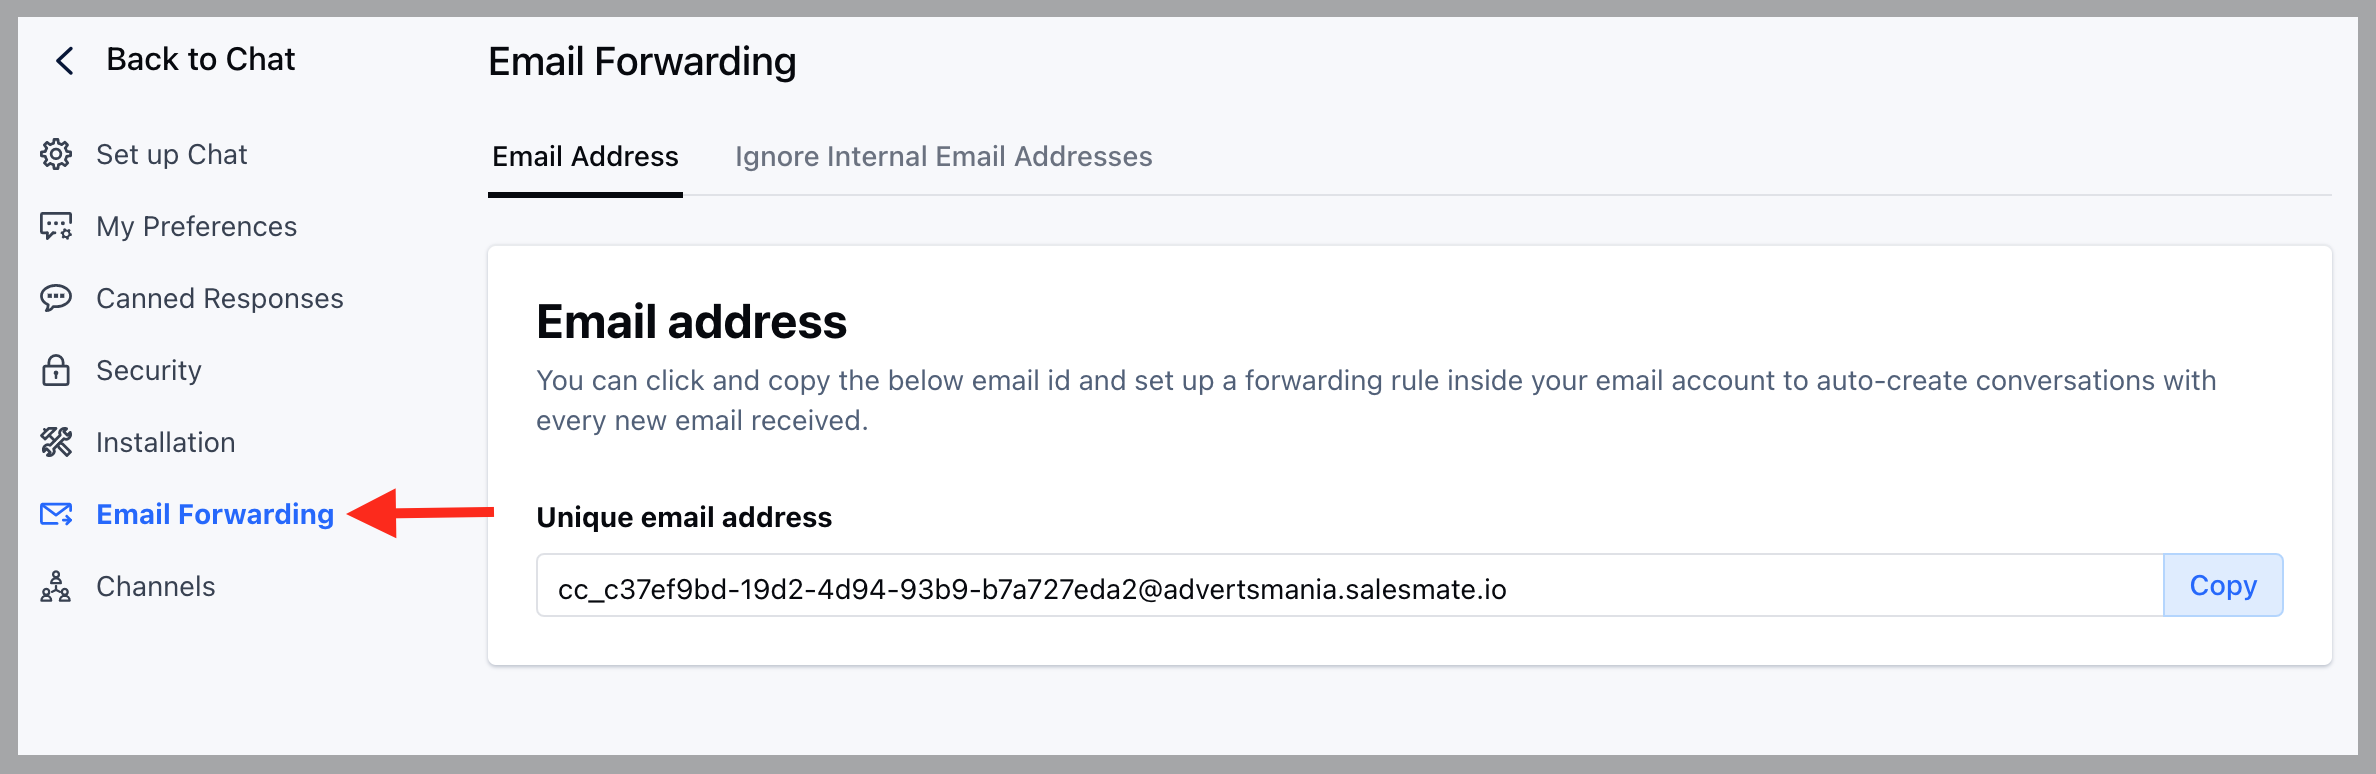 Back to Chat
Set up Chat
My Preferences
Canned Responses
Security
Installation
Email Forwarding
Channels
Email Forwarding
Email Address
Ignore Internal Email Addresses
Email address
You can click and copy the below email id and set up a forwarding rule inside your email account to auto-create conversations with
every new email received.
Unique email address
cc_c37ef9bd-19d2-4d94-93b9-b7a727eda2@advertsmania.salesmate.io
Copy